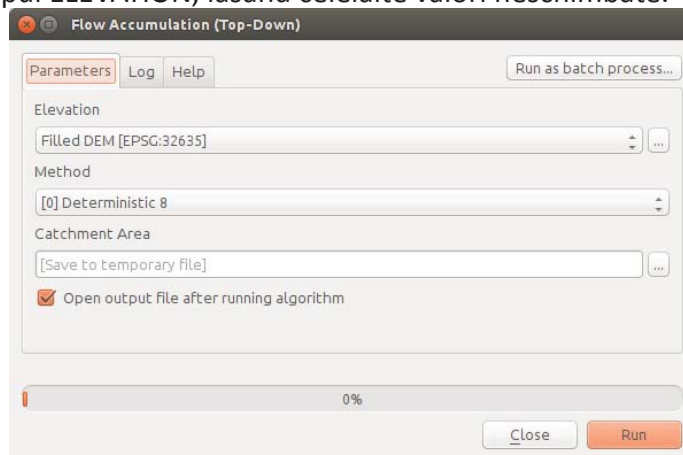 Flow Accumulation (Top-Down)
Parameters Log Help Run as batch process...
Elevation
Filled DEM [EPSG:32635] ...
Method
[0] Deterministic 8
Catchment Area
[Save to temporary file] ...
Open output file after running algorithm
0%
Close Run